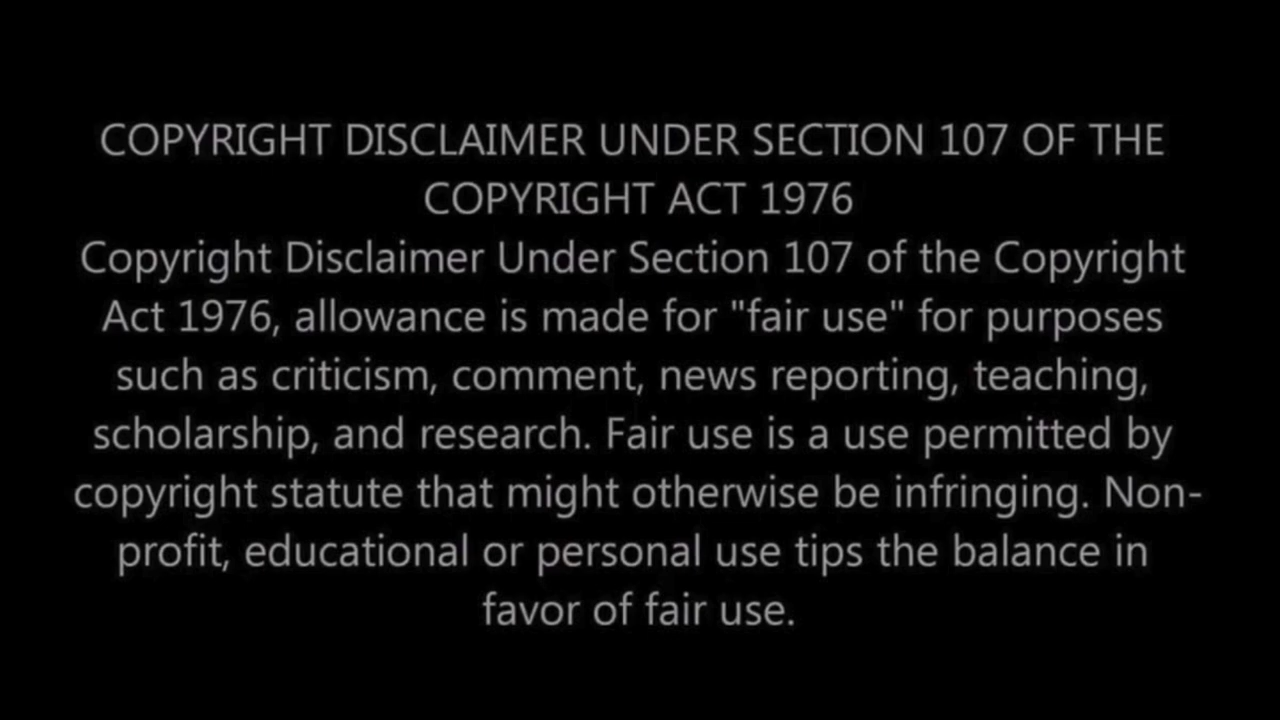 COPYRIGHT DISCLAIMER UNDER SECTION 107 OF THE
COPYRIGHT ACT 1976
Copyright Disclaimer Under Section 107 of the Copyright
Act 1976, allowance is made for "fair use" for purposes
such as criticism, comment, news reporting, teaching,
scholarship, and research. Fair use is a use permitted by
copyright statute that might otherwise be infringing. Non-
profit, educational or personal use tips the balance in
favor of fair use.